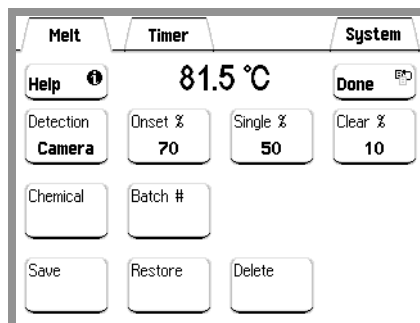 Melt Timer System
Help 81.5 °C Done
Detection Onset % Single % Clear %
Camera 70 50 10
Chemical Batch #
Save Restore Delete